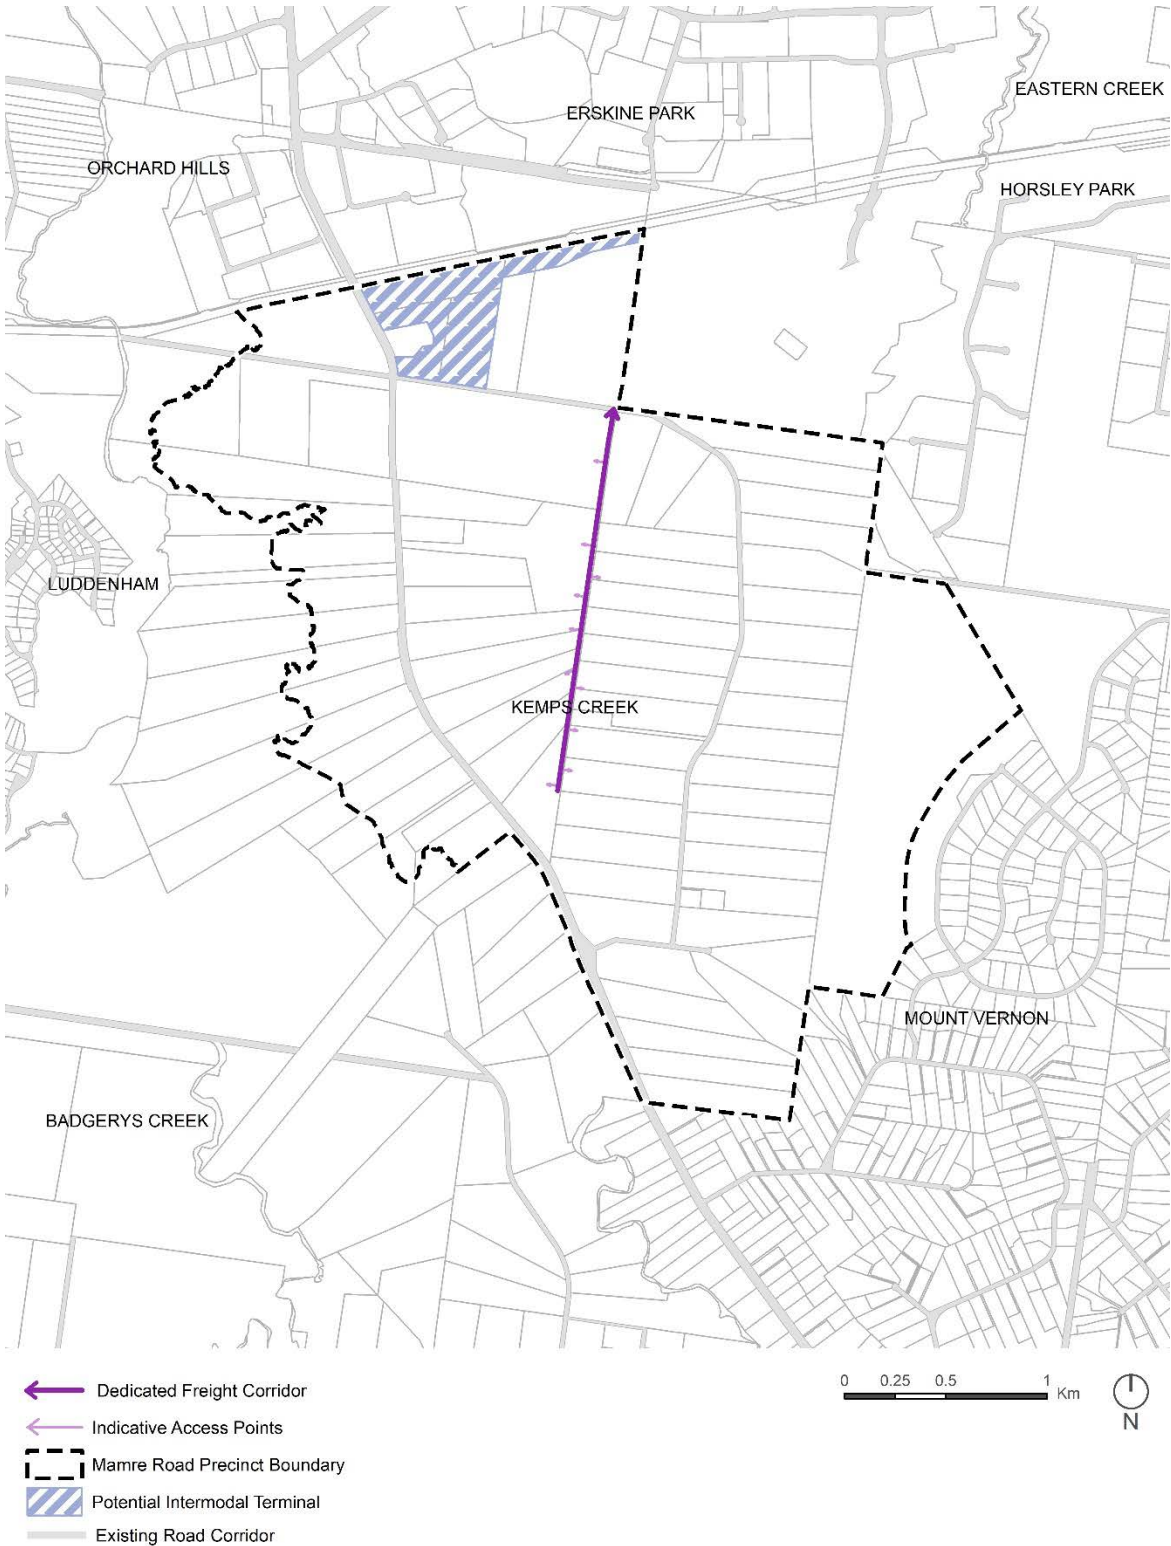 EASTERN CREEK
ERSKINE PARK
ORCHARD HILLS
HORSLEY PARK
LUDDENHAM
KEMPS CREEK
MOUNT VERNON
BADGERYS CREEK
Dedicated Freight Corridor
Indicative Access Points
Mamre Road Precinct Boundary
Potential Intermodal Terminal
Existing Road Corridor
0 0.25 0.5 1 Km
N